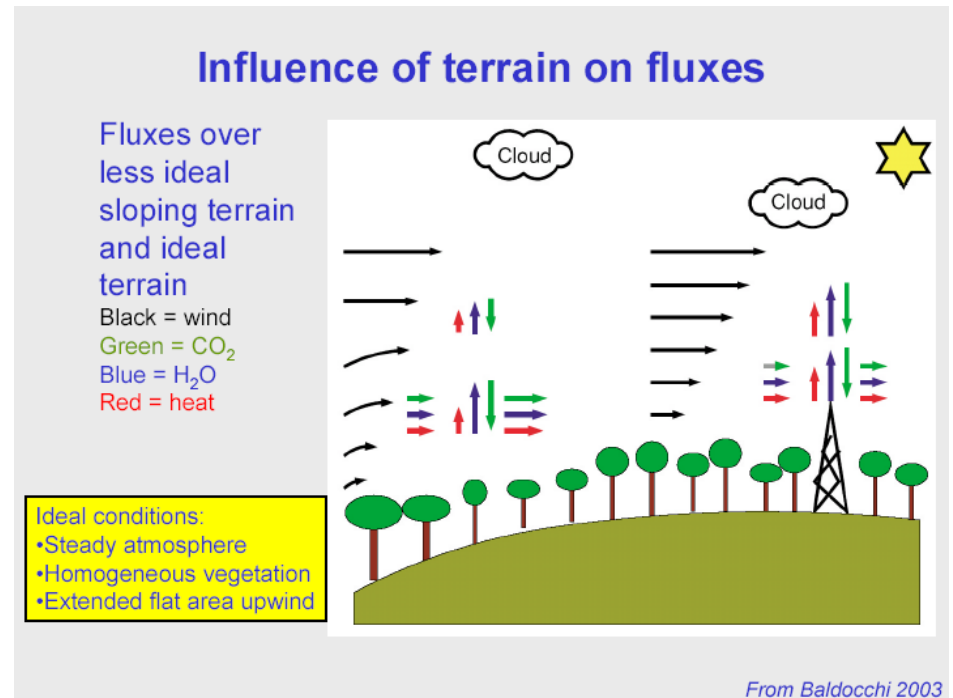 Influence of terrain on fluxes
Fluxes over
less ideal
sloping terrain
and ideal
terrain
Black = wind
Green = CO₂
Blue = H₂O
Red = heat
Cloud
Cloud
Ideal conditions:
•Steady atmosphere
•Homogeneous vegetation
•Extended flat area upwind
From Baldocchi 2003